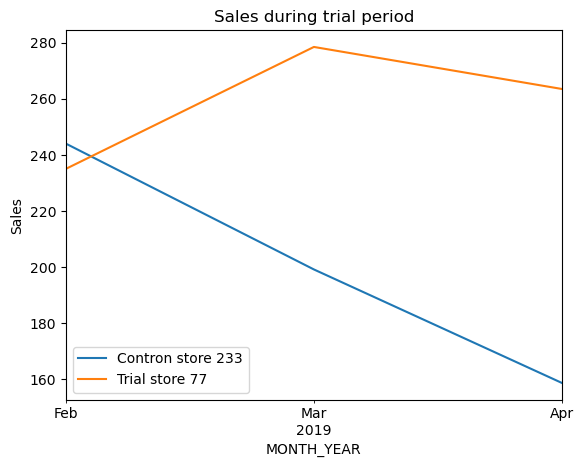 Sales during trial period
280
260
240
220
200
180
160
Sales
Contron store 233
Trial store 77
Feb
Mar
Apr
2019
MONTH_YEAR